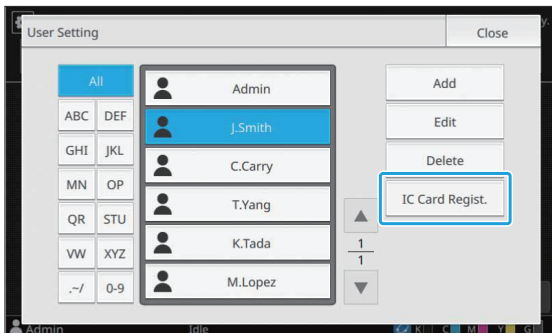 User Setting
Close
All
ABC DEF
GHI JKL
MN OP
QR STU
VW XYZ
.~/ 0-9
Admin
J.Smith
C.Carry
T.Yang
K.Tada
M.Lopez
1
1
Add
Edit
Delete
IC Card Regist.
Admin Idle K C M Y G